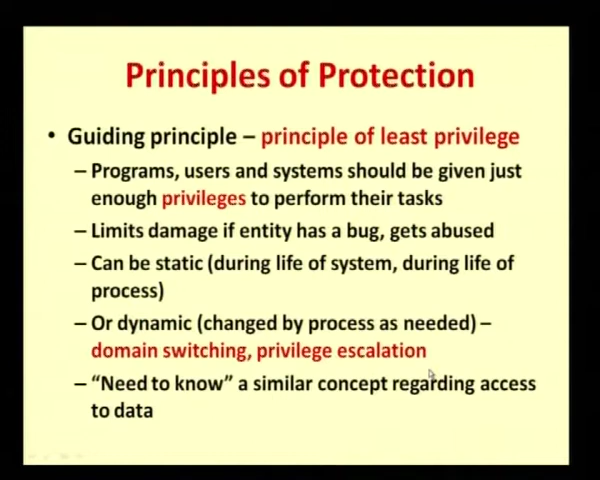 Principles of Protection
• Guiding principle – principle of least privilege
– Programs, users and systems should be given just
enough privileges to perform their tasks
– Limits damage if entity has a bug, gets abused
– Can be static (during life of system, during life of
process)
– Or dynamic (changed by process as needed) –
domain switching, privilege escalation
– “Need to know” a similar concept regarding access
to data